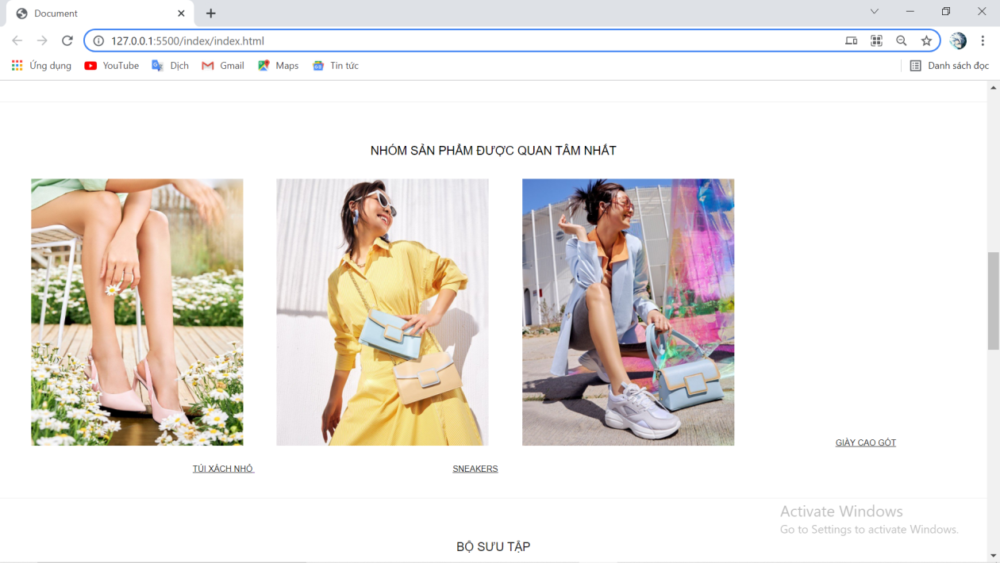 Document
127.0.0.1:5500/index/index.html
Ứng dụng YouTube Dịch Gmail Maps Tin tức Danh sách đọc
NHÓM SẢN PHẨM ĐƯỢC QUAN TÂM NHẤT
GIÀY CAO GÓT
TÚI XÁCH NHỎ SNEAKERS
Activate Windows
Go to Settings to activate Windows.
BỘ SƯU TẬP